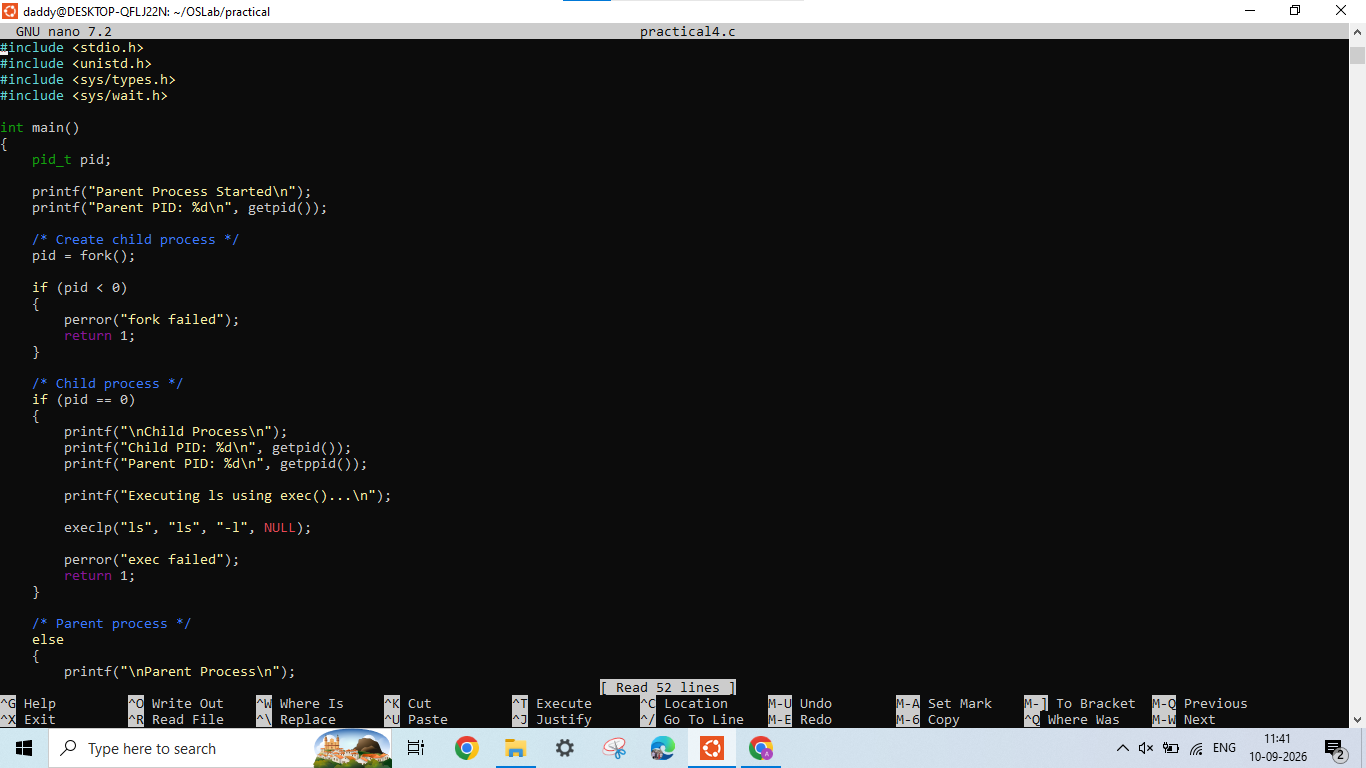 daddy@DESKTOP-QFLJ22N: ~/OSLab/practical
GNU nano 7.2 practical4.c
#include <stdio.h>
#include <unistd.h>
#include <sys/types.h>
#include <sys/wait.h>
int main()
{
    pid_t pid;
    printf("Parent Process Started\n");
    printf("Parent PID: %d\n", getpid());
    /* Create child process */
    pid = fork();
    if (pid < 0)
    {
        perror("fork failed");
        return 1;
    }
    /* Child process */
    if (pid == 0)
    {
        printf("\nChild Process\n");
        printf("Child PID: %d\n", getpid());
        printf("Parent PID: %d\n", getppid());
        printf("Executing ls using exec()...\n");
        execlp("ls", "ls", "-l", NULL);
        perror("exec failed");
        return 1;
    }
    /* Parent process */
    else
    {
        printf("\nParent Process\n");
[ Read 52 lines ]
^G Help ^O Write Out ^W Where Is ^K Cut ^T Execute ^C Location M-U Undo M-A Set Mark M-] To Bracket M-Q Previous
^X Exit ^R Read File ^\ Replace ^U Paste ^J Justify ^/ Go To Line M-E Redo M-6 Copy ^Q Where Was M-W Next
Type here to search
ENG
11:41
10-09-2026
2